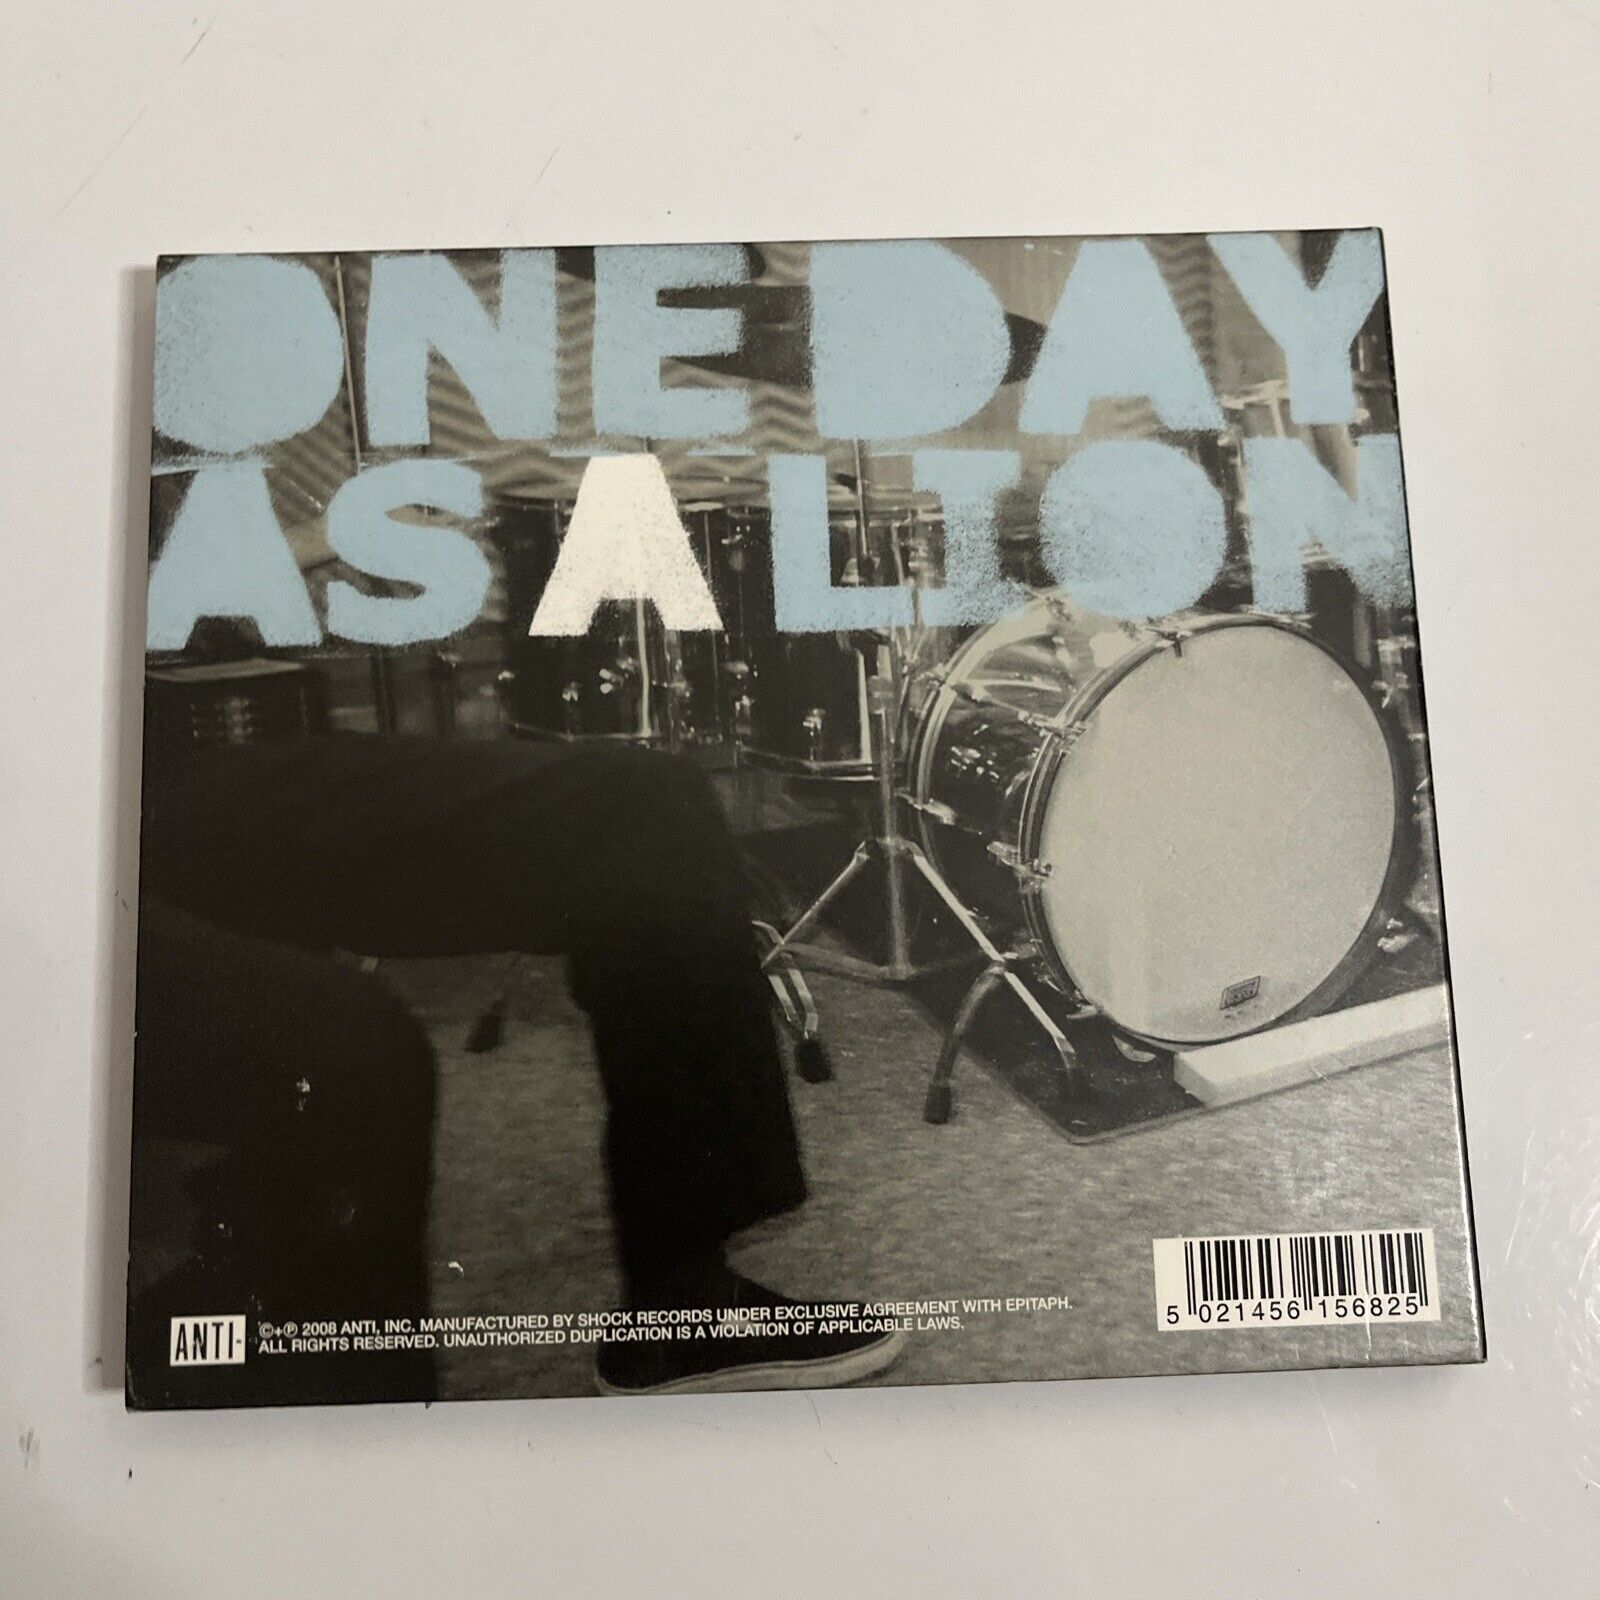 ONE DAY
AS A LION
ANTI-
©+℗ 2008 ANTI, INC. MANUFACTURED BY SHOCK RECORDS UNDER EXCLUSIVE AGREEMENT WITH EPITAPH.
ALL RIGHTS RESERVED. UNAUTHORIZED DUPLICATION IS A VIOLATION OF APPLICABLE LAWS.
5 021456 156825